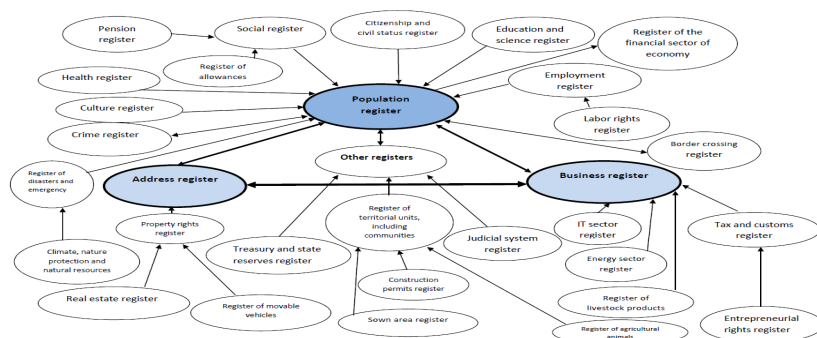 Pension
register
Social register
Citizenship and
civil status register
Education and
science register
Register of the
financial sector of
economy
Register of
allowances
Health register
Employment
register
Population
register
Culture register
Crime register
Labor rights
register
Border crossing
register
Other registers
Register of
disasters and
emergency
Address register
Business register
Property rights
register
Register of
territorial units,
including
communities
IT sector
register
Tax and customs
register
Treasury and state
reserves register
Judicial system
register
Climate, nature
protection and
natural resources
Energy sector
register
Construction
permits register
Real estate register
Register of movable
vehicles
Register of
livestock products
Sown area register
Entrepreneurial
rights register
Register of agricultural
animals